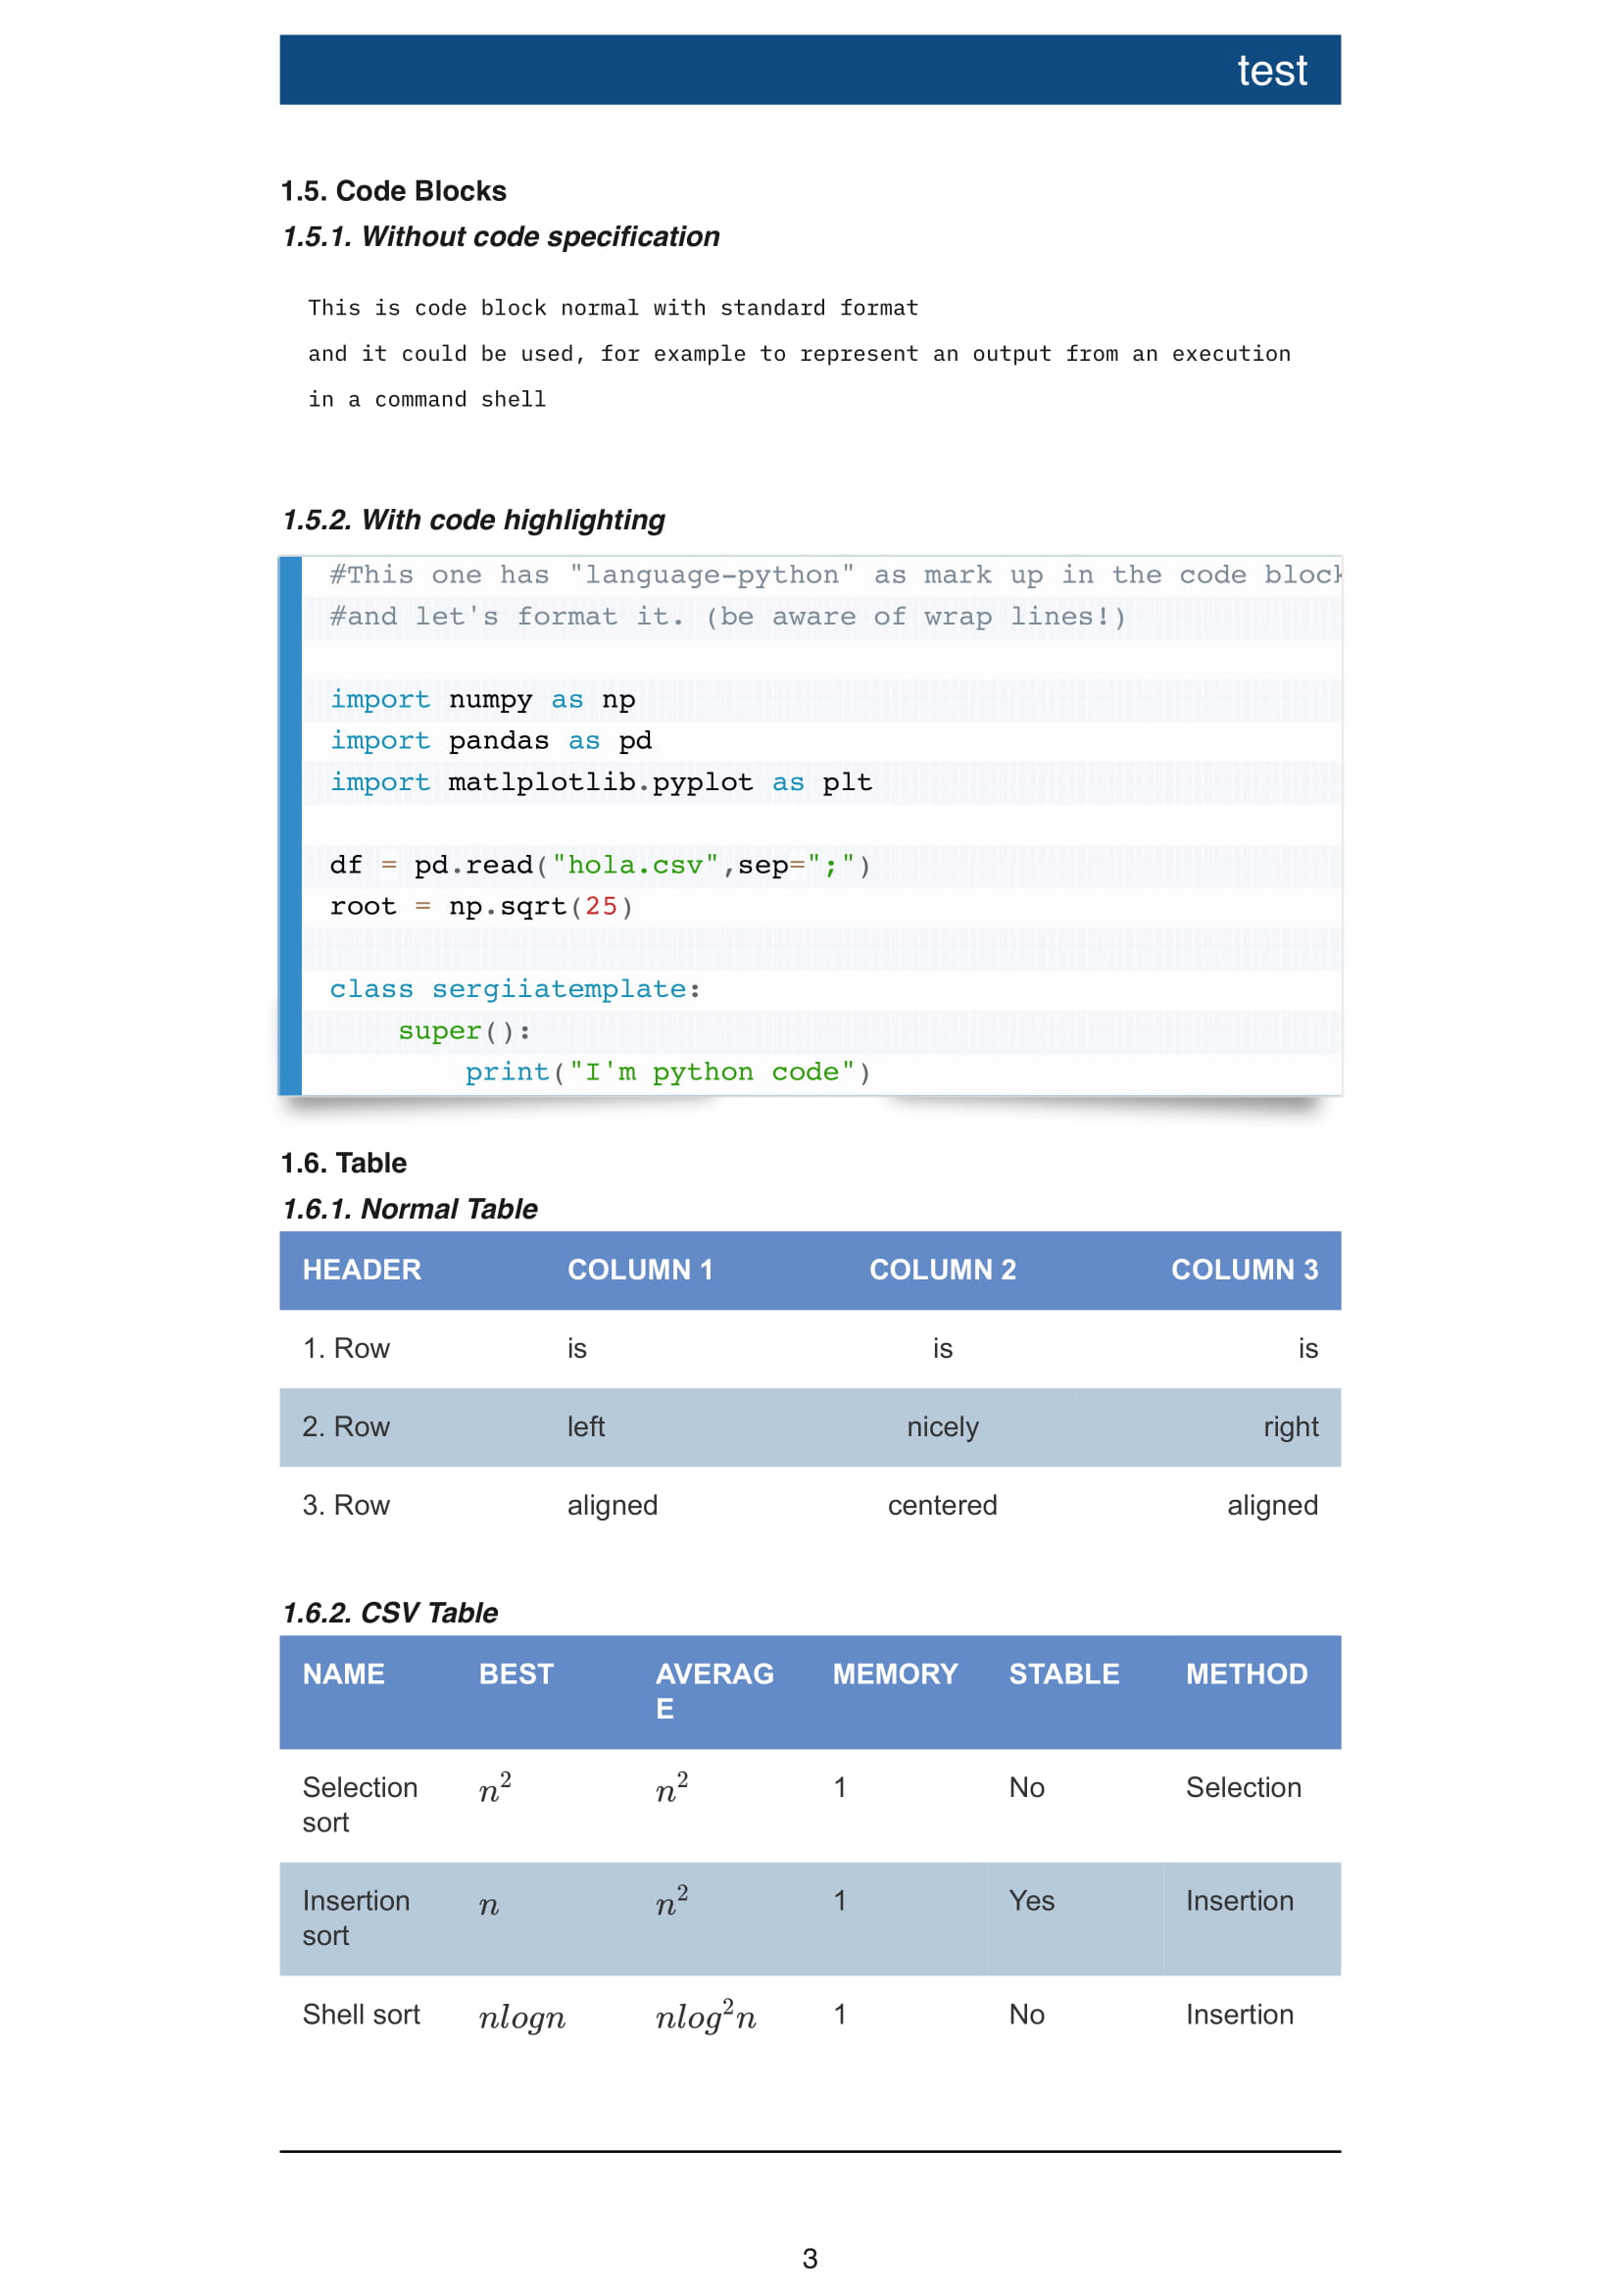 test
1.5. Code Blocks
1.5.1. Without code specification
This is code block normal with standard format
and it could be used, for example to represent an output from an execution
in a command shell
1.5.2. With code highlighting
#This one has "language-python" as mark up in the code block
#and let's format it. (be aware of wrap lines!)
import numpy as np
import pandas as pd
import matlplotlib.pyplot as plt
df = pd.read("hola.csv",sep=";")
root = np.sqrt(25)
class sergiiatemplate:
    super():
        print("I'm python code")
1.6. Table
1.6.1. Normal Table
HEADER COLUMN 1 COLUMN 2 COLUMN 3
1. Row is is is
2. Row left nicely right
3. Row aligned centered aligned
1.6.2. CSV Table
NAME BEST AVERAG MEMORY STABLE METHOD
E
Selection n² n² 1 No Selection
sort
Insertion n n² 1 Yes Insertion
sort
Shell sort nlogn nlog²n 1 No Insertion
3